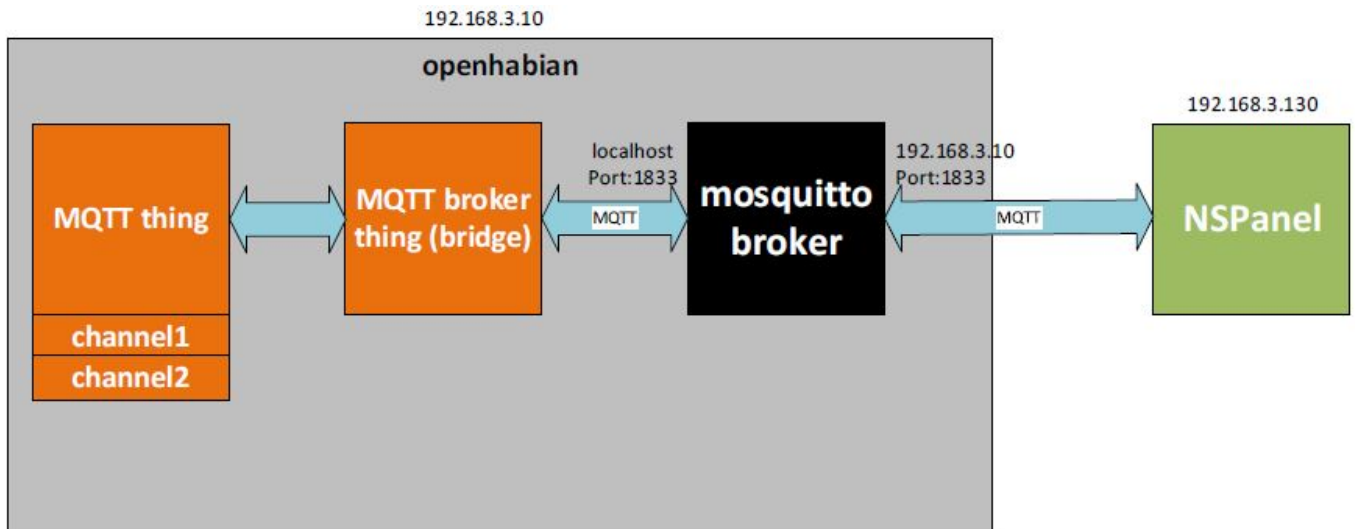 192.168.3.10
openhabian
192.168.3.130
MQTT thing
channel1
channel2
MQTT broker
thing (bridge)
localhost
Port:1833
MQTT
mosquitto
broker
192.168.3.10
Port:1833
MQTT
NSPanel